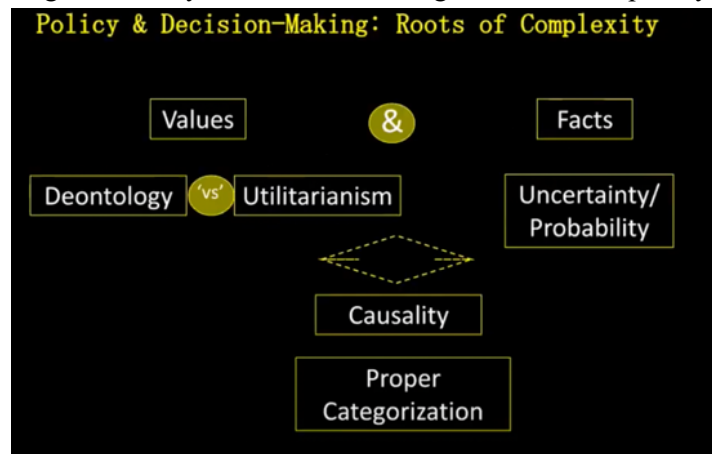 Policy & Decision-Making: Roots of Complexity
Values
&
Facts
Deontology
'vs'
Utilitarianism
Uncertainty/
Probability
Causality
Proper
Categorization